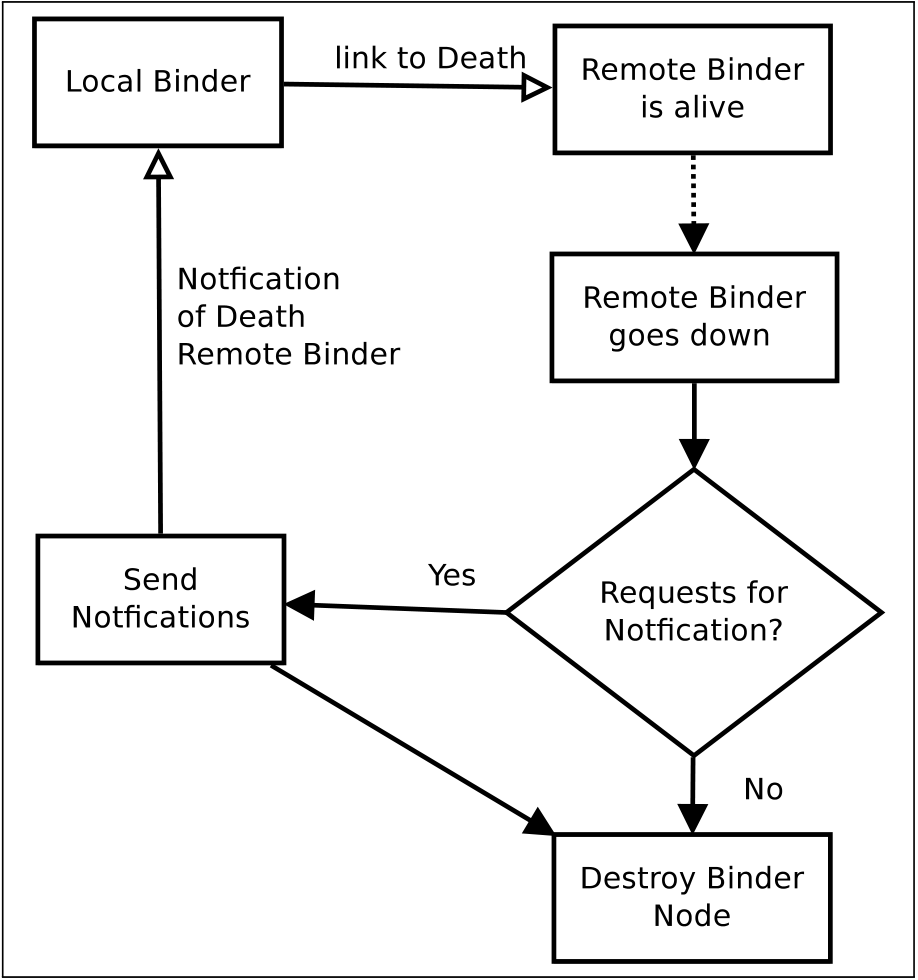 Local Binder
link to Death
Remote Binder
is alive
Notfication
of Death
Remote Binder
Remote Binder
goes down
Send
Notfications
Yes
Requests for
Notfication?
No
Destroy Binder
Node